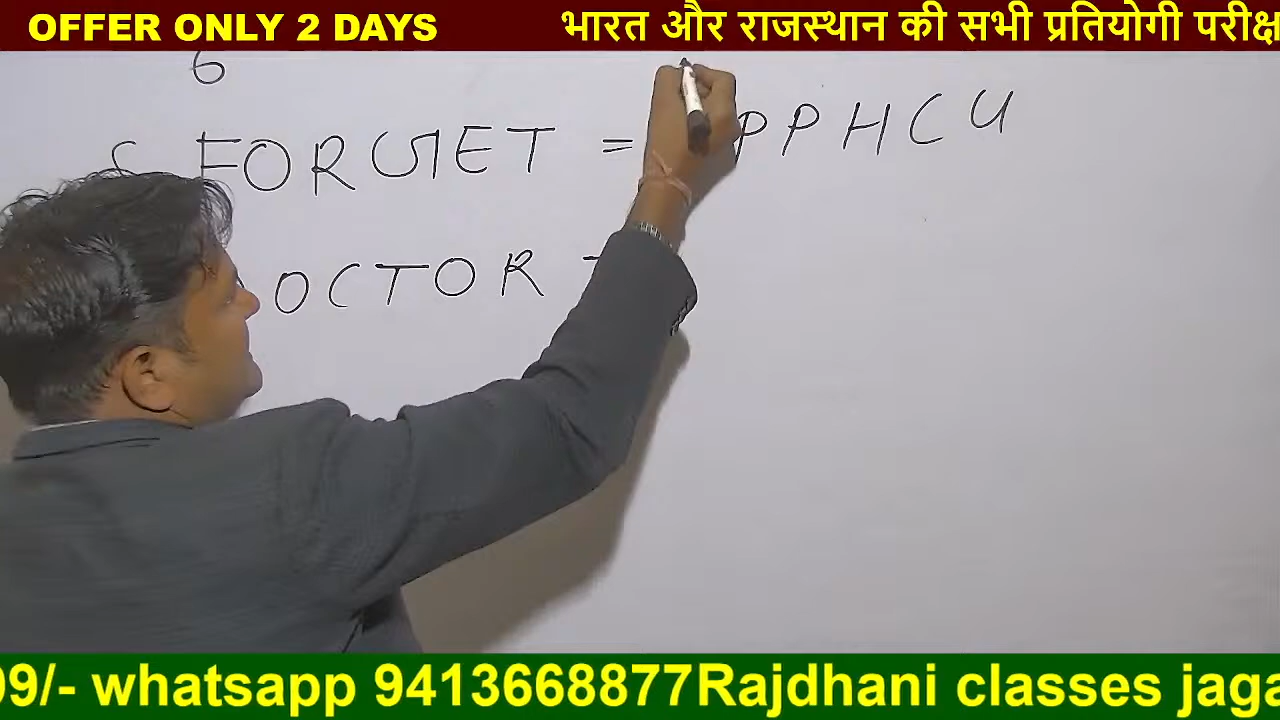 OFFER ONLY 2 DAYS भारत और राजस्थान की सभी प्रतियोगी
6
FORGET = PPHCU
OCTOR
whatsapp 9413668877Rajdhani classes